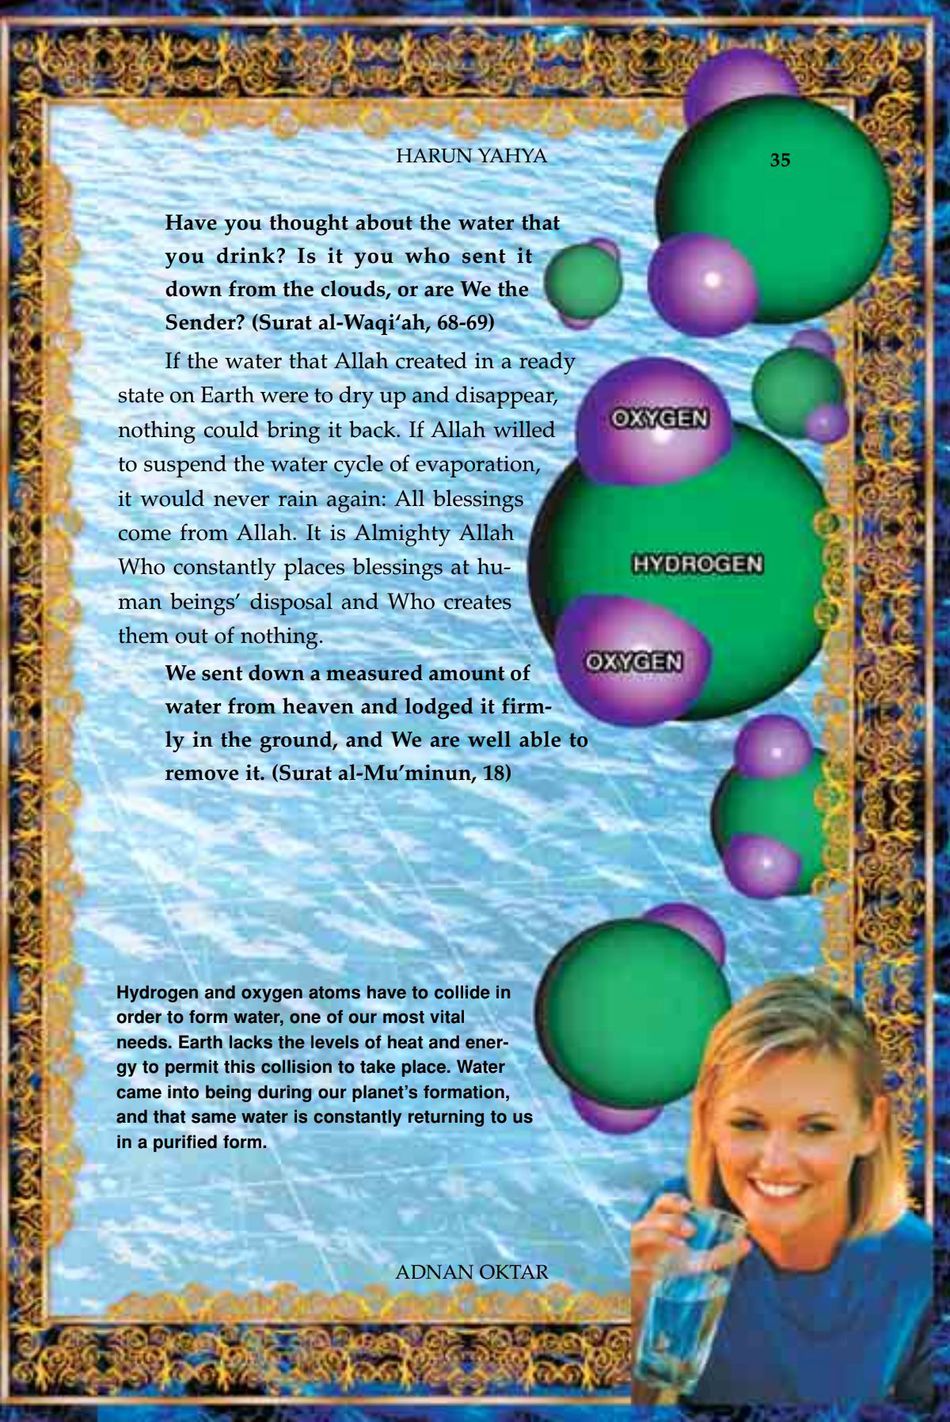 HARUN YAHYA
35
Have you thought about the water that
you drink? Is it you who sent it
down from the clouds, or are We the
Sender? (Surat al-Waqi‘ah, 68-69)
If the water that Allah created in a ready
state on Earth were to dry up and disappear,
nothing could bring it back. If Allah willed
to suspend the water cycle of evaporation,
it would never rain again: All blessings
come from Allah. It is Almighty Allah
Who constantly places blessings at hu-
man beings’ disposal and Who creates
them out of nothing.
We sent down a measured amount of
water from heaven and lodged it firm-
ly in the ground, and We are well able to
remove it. (Surat al-Mu’minun, 18)
OXYGEN
HYDROGEN
OXYGEN
Hydrogen and oxygen atoms have to collide in
order to form water, one of our most vital
needs. Earth lacks the levels of heat and ener-
gy to permit this collision to take place. Water
came into being during our planet’s formation,
and that same water is constantly returning to us
in a purified form.
ADNAN OKTAR